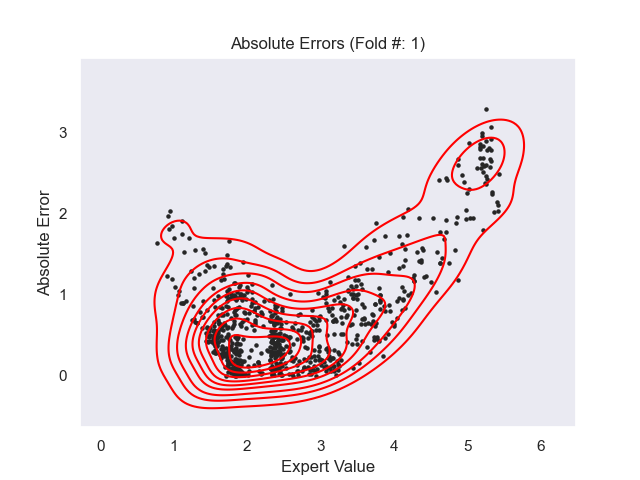 Absolute Errors (Fold #: 1)
Absolute Error
3
2
1
0
0 1 2 3 4 5 6
Expert Value